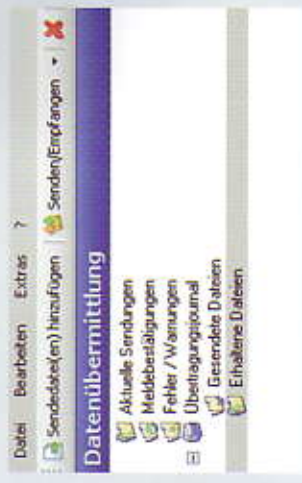 Datei Bearbeiten Extras ?
Sendedatei(en) hinzufügen Senden/Empfangen
Datenübermittlung
Aktuelle Sendungen
Meldebestätigungen
Fehler / Warnungen
Übertragungsjournal
Gesendete Dateien
Erhaltene Dateien